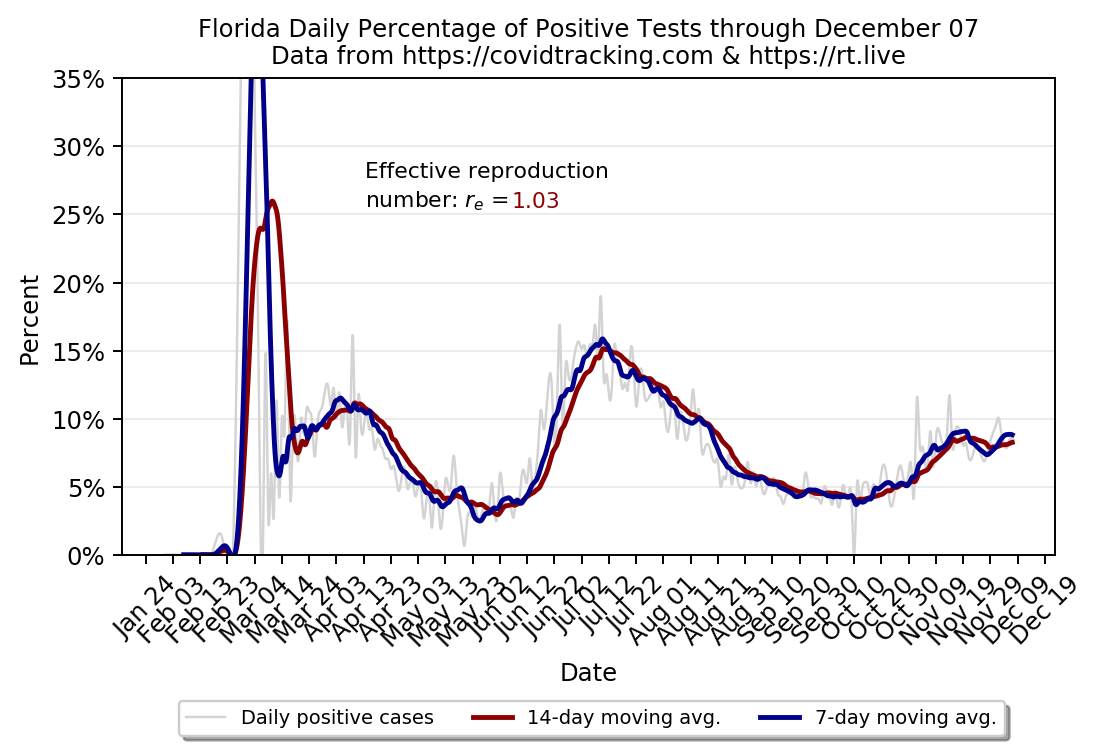 Florida Daily Percentage of Positive Tests through December 07
Data from https://covidtracking.com & https://rt.live
35%
30%
25%
20%
15%
10%
5%
0%
Percent
Effective reproduction
number: rₑ = 1.03
Jan 24
Feb 03
Feb 13
Feb 23
Mar 04
Mar 14
Mar 24
Apr 03
Apr 13
Apr 23
May 03
May 13
May 23
Jun 02
Jun 12
Jun 22
Jul 02
Jul 12
Jul 22
Aug 01
Aug 11
Aug 21
Aug 31
Sep 10
Sep 20
Sep 30
Oct 10
Oct 20
Oct 30
Nov 09
Nov 19
Nov 29
Dec 09
Dec 19
Date
Daily positive cases
14-day moving avg.
7-day moving avg.